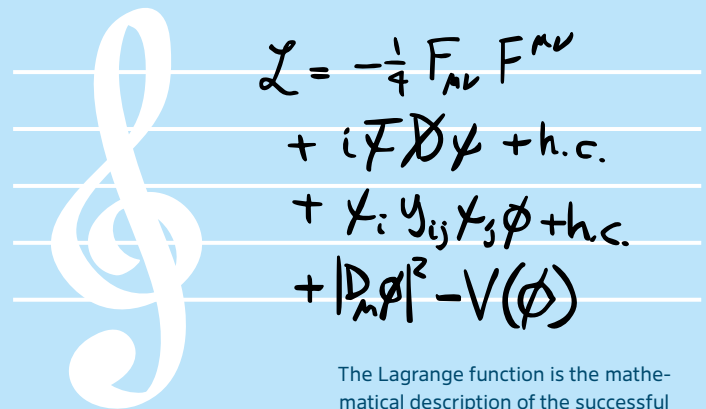 ℒ = -¼ F_μν F^μν
+ i ψ̄ D̸ ψ + h.c.
+ ψ_i y_ij ψ_j φ + h.c.
+ |D_μ φ|² - V(φ)
The Lagrange function is the mathe-
matical description of the successful